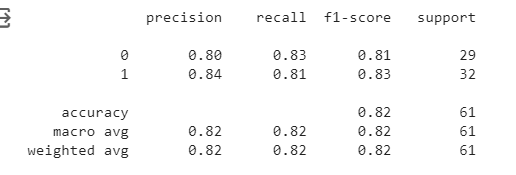 precision recall f1-score support
0 0.80 0.83 0.81 29
1 0.84 0.81 0.83 32
accuracy 0.82 61
macro avg 0.82 0.82 0.82 61
weighted avg 0.82 0.82 0.82 61